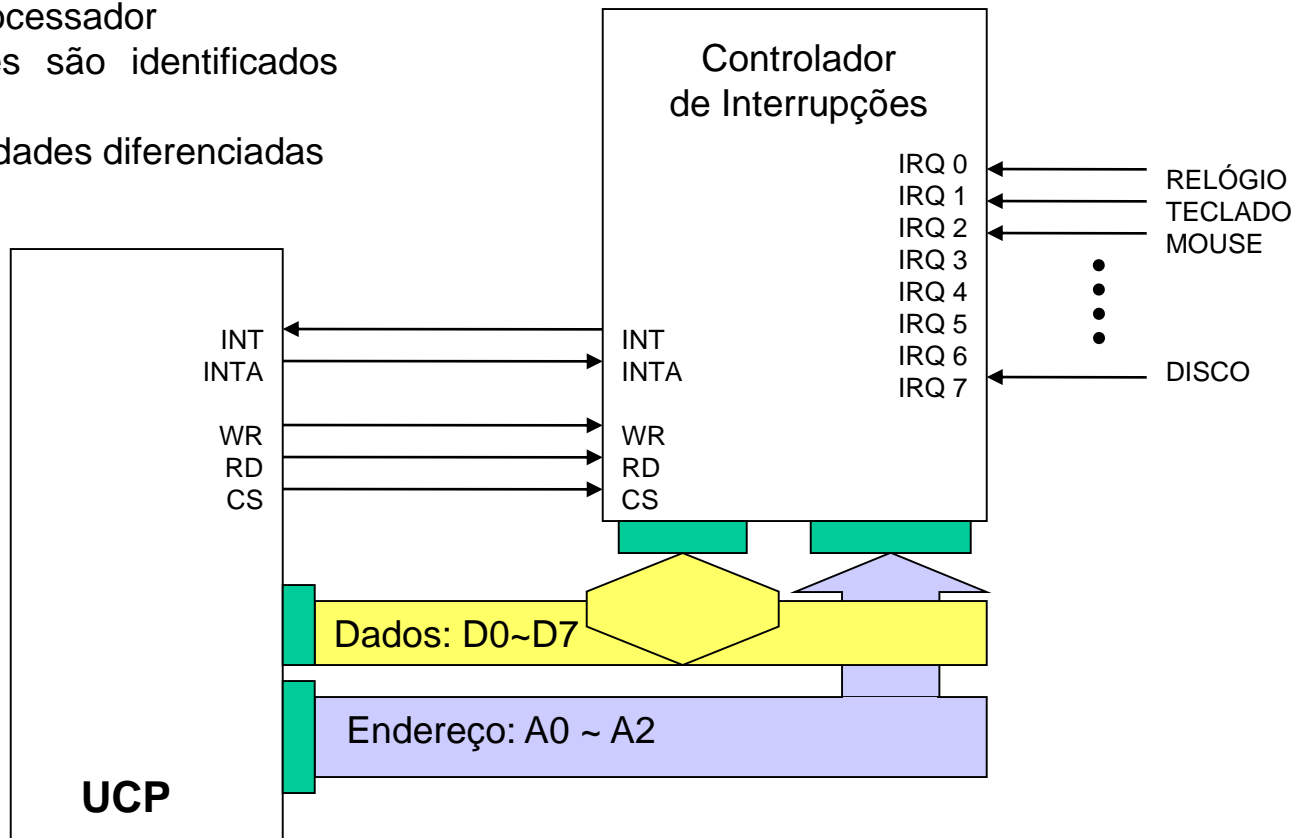 ocessador
es são identificados
dades diferenciadas
Controlador
de Interrupções
IRQ 0
IRQ 1
IRQ 2
IRQ 3
IRQ 4
IRQ 5
IRQ 6
IRQ 7
RELÓGIO
TECLADO
MOUSE
DISCO
INT
INTA
WR
RD
CS
INT
INTA
WR
RD
CS
Dados: D0~D7
Endereço: A0 ~ A2
UCP